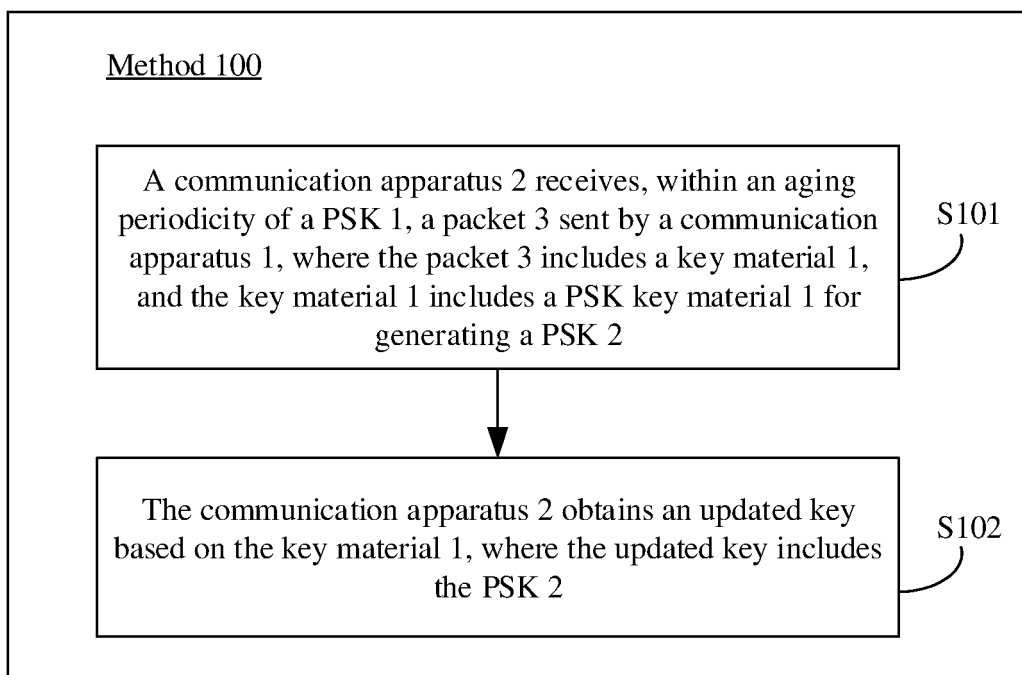 Method 100
A communication apparatus 2 receives, within an aging
periodicity of a PSK 1, a packet 3 sent by a communication
apparatus 1, where the packet 3 includes a key material 1,
and the key material 1 includes a PSK key material 1 for
generating a PSK 2
S101
The communication apparatus 2 obtains an updated key
based on the key material 1, where the updated key includes
the PSK 2
S102